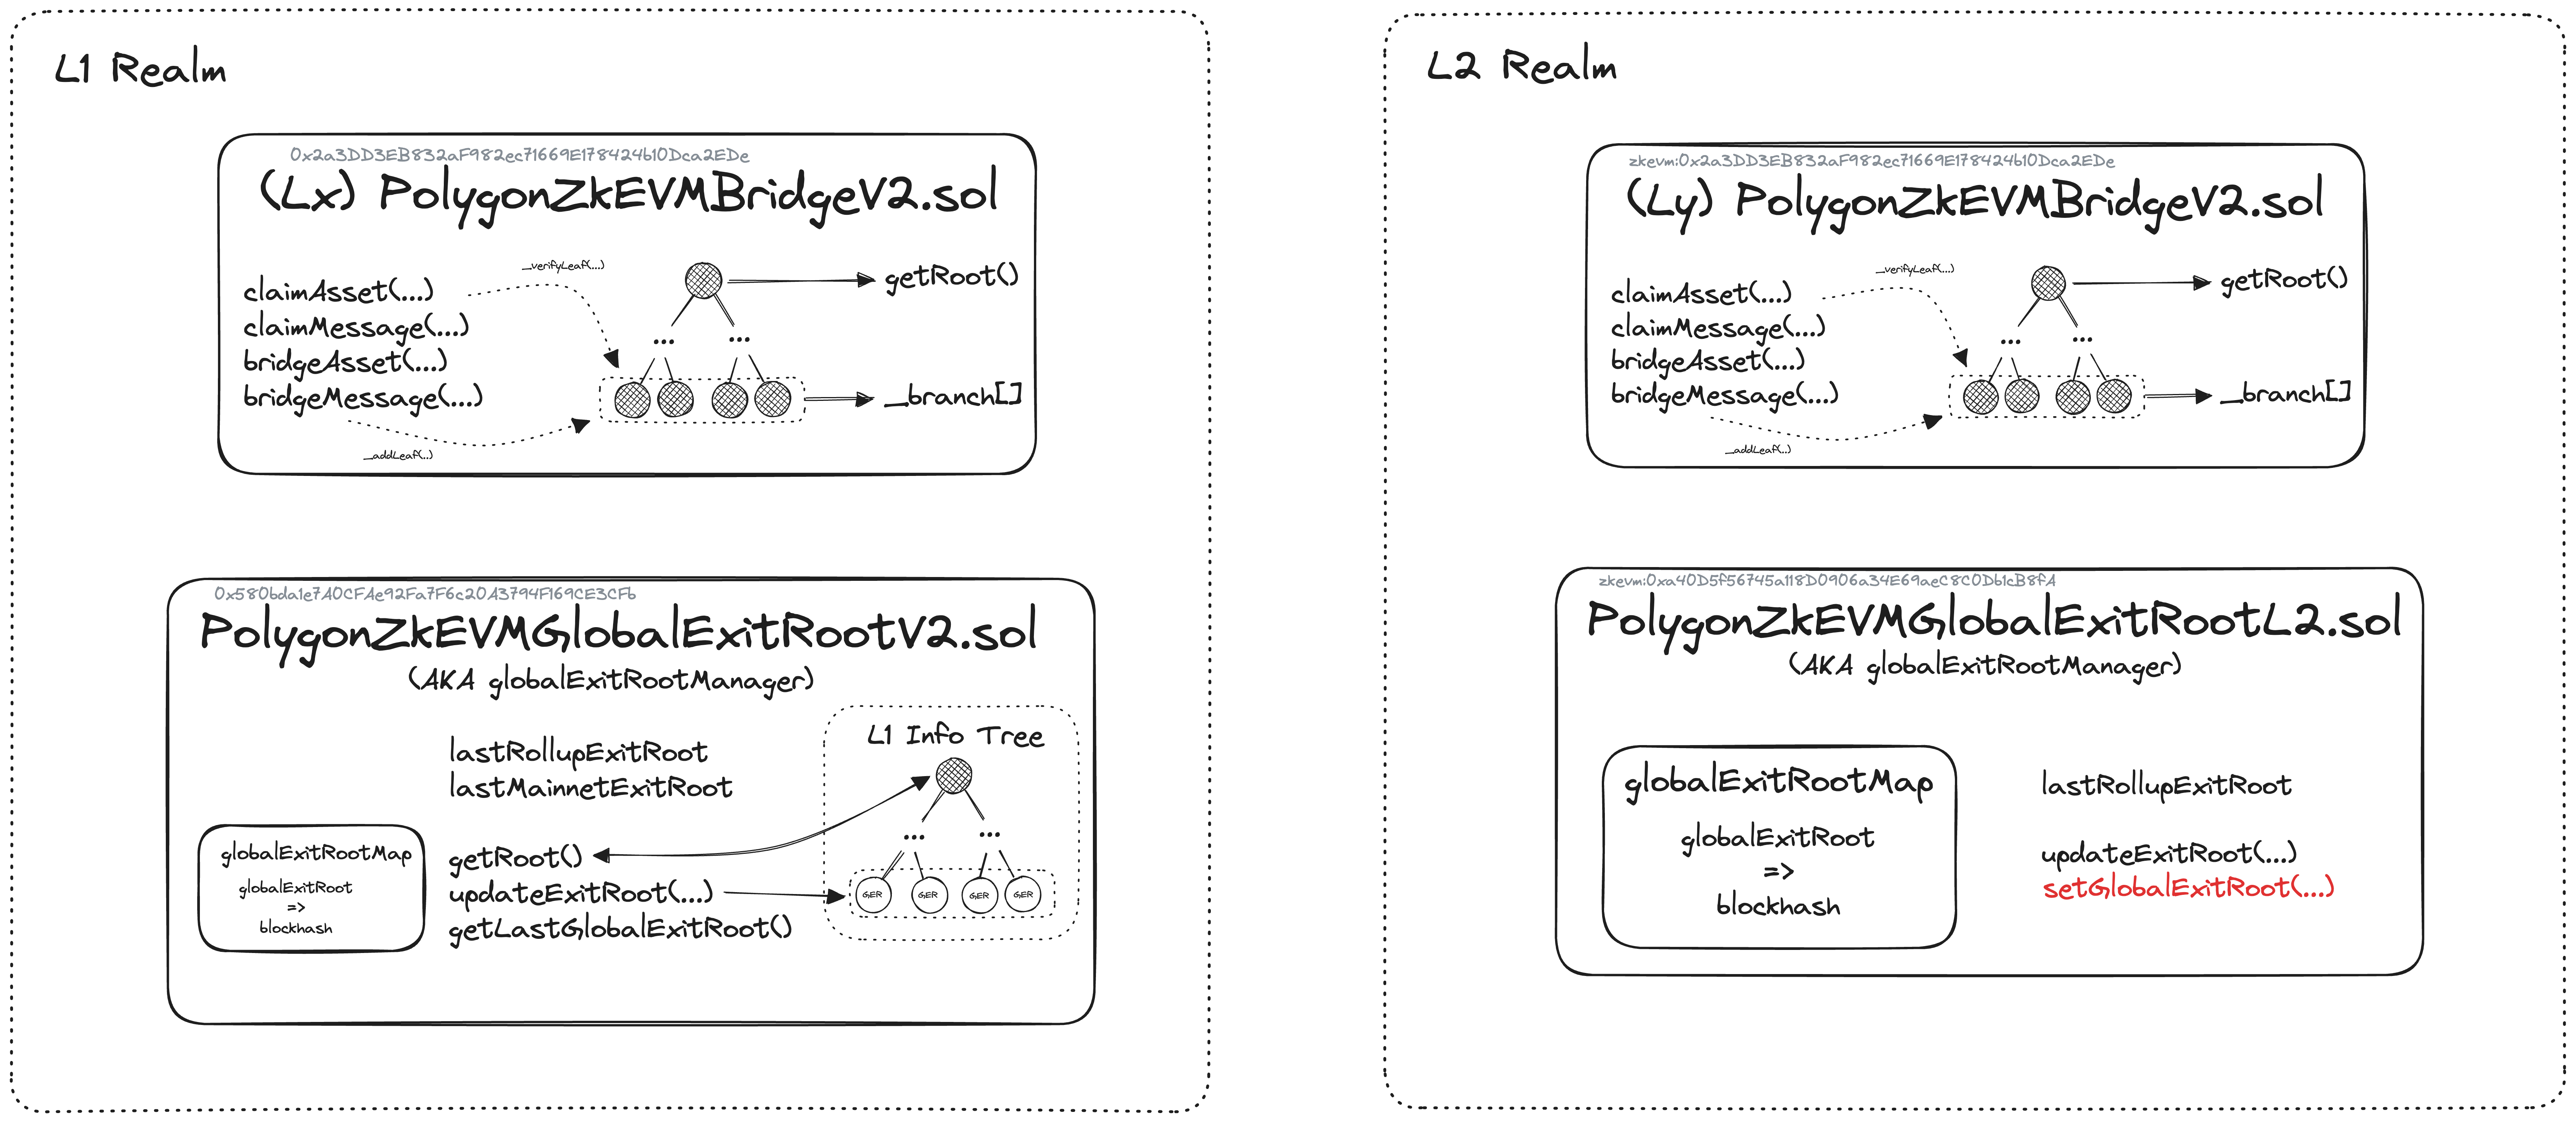 L1 Realm
0x2a3DD3EB832aF982ec71669E178424b10Dca2EDe
(Lx) PolygonZkEVMBridgeV2.sol
claimAsset(...)
claimMessage(...)
bridgeAsset(...)
bridgeMessage(...)
_verifyLeaf(...)
_addLeaf(..)
getRoot()
...
...
_branch[]
0x580bda1e7A0CFAe92Fa7F6c20A3794F169CE3CFb
PolygonZkEVMGlobalExitRootV2.sol
(AKA globalExitRootManager)
lastRollupExitRoot
lastMainnetExitRoot
globalExitRootMap
globalExitRoot
=>
blockhash
getRoot()
updateExitRoot(...)
getLastGlobalExitRoot()
L1 Info Tree
...
...
GER
GER
GER
GER
L2 Realm
zkevm:0x2a3DD3EB832aF982ec71669E178424b10Dca2EDe
(Ly) PolygonZkEVMBridgeV2.sol
claimAsset(...)
claimMessage(...)
bridgeAsset(...)
bridgeMessage(...)
_verifyLeaf(...)
_addLeaf(..)
getRoot()
...
...
_branch[]
zkevm:0xa40D5f56745a118D0906a34E69aeC8C0Db1cB8fA
PolygonZkEVMGlobalExitRootL2.sol
(AKA globalExitRootManager)
globalExitRootMap
globalExitRoot
=>
blockhash
lastRollupExitRoot
updateExitRoot(...)
setGlobalExitRoot(...)